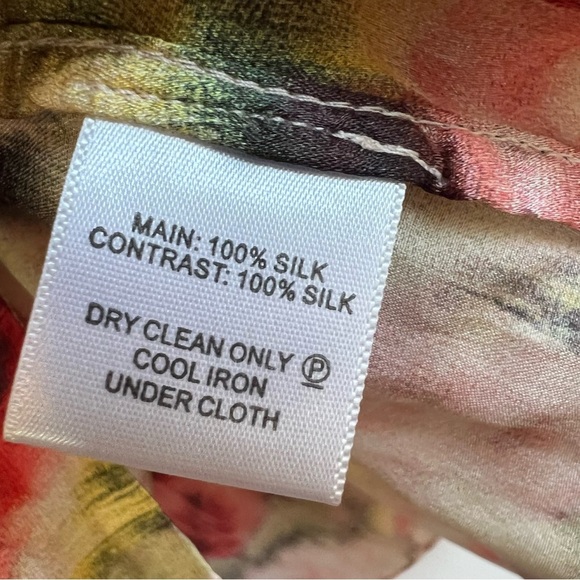 MAIN: 100% SILK
CONTRAST: 100% SILK
DRY CLEAN ONLY Ⓟ
COOL IRON
UNDER CLOTH